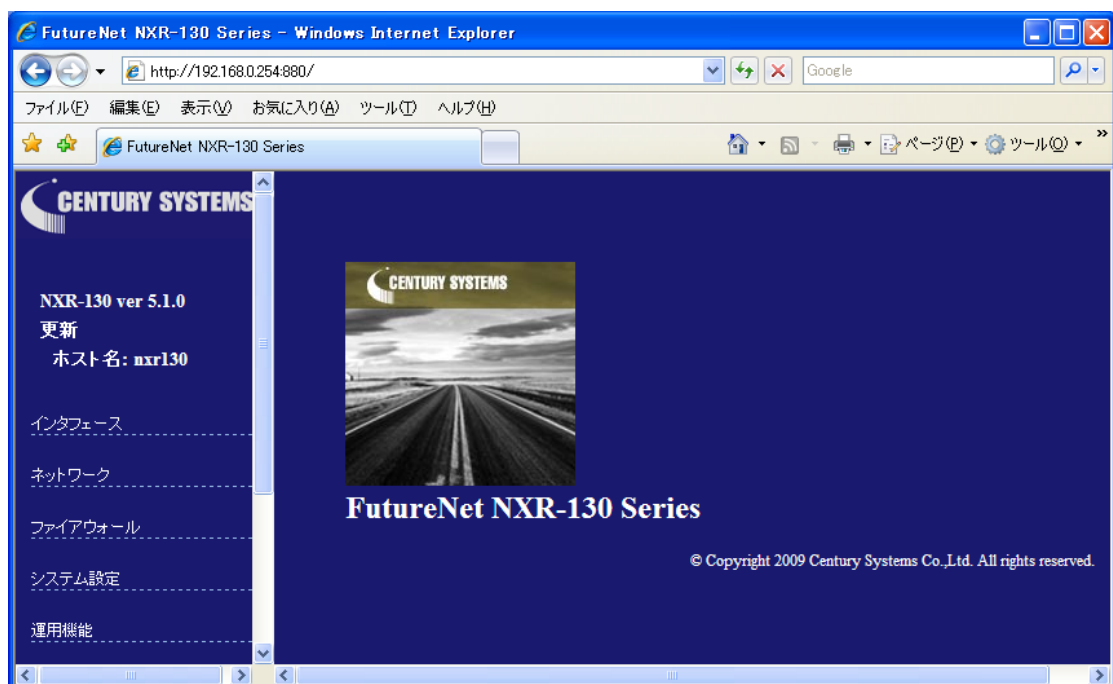 FutureNet NXR-130 Series - Windows Internet Explorer
http://192.168.0.254:880/
Google
ファイル(F) 編集(E) 表示(V) お気に入り(A) ツール(T) ヘルプ(H)
FutureNet NXR-130 Series
ページ(P) ツール(O)
CENTURY SYSTEMS
NXR-130 ver 5.1.0
更新
ホスト名: nxr130
インタフェース
ネットワーク
ファイアウォール
システム設定
運用機能
CENTURY SYSTEMS
FutureNet NXR-130 Series
© Copyright 2009 Century Systems Co.,Ltd. All rights reserved.